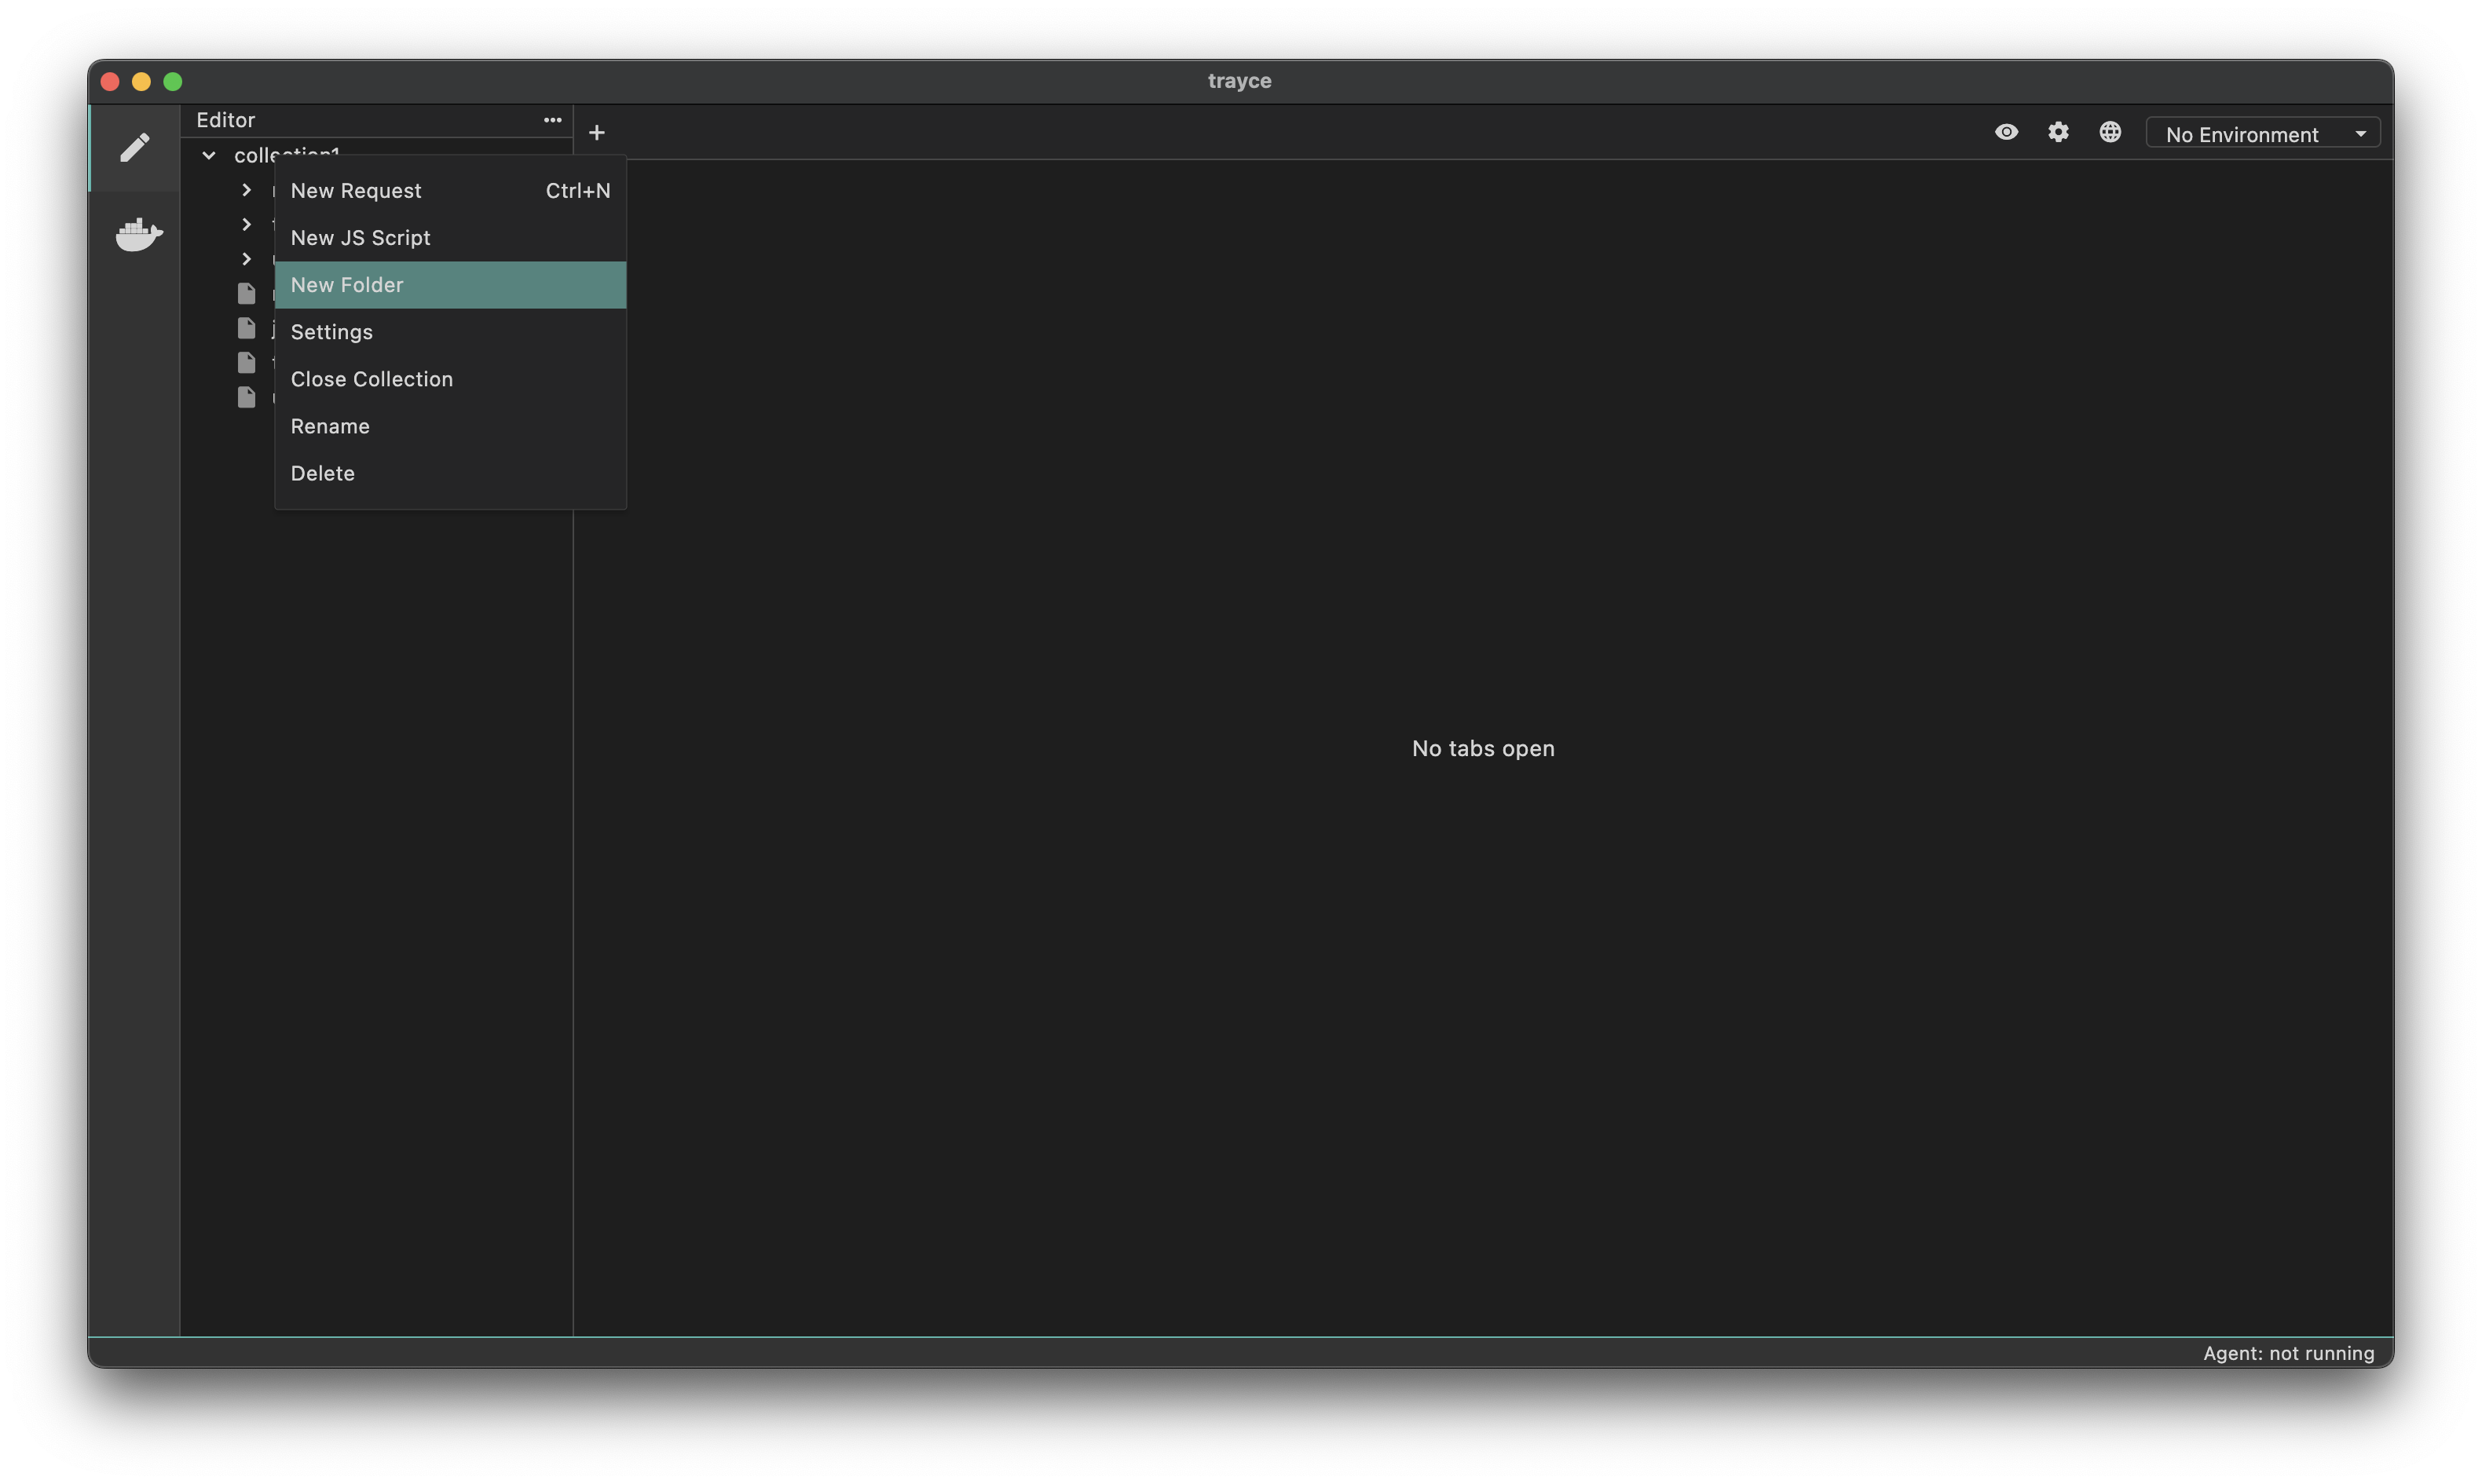 trayce
Editor
No Environment
collection1
New Request Ctrl+N
New JS Script
New Folder
Settings
Close Collection
Rename
Delete
No tabs open
Agent: not running